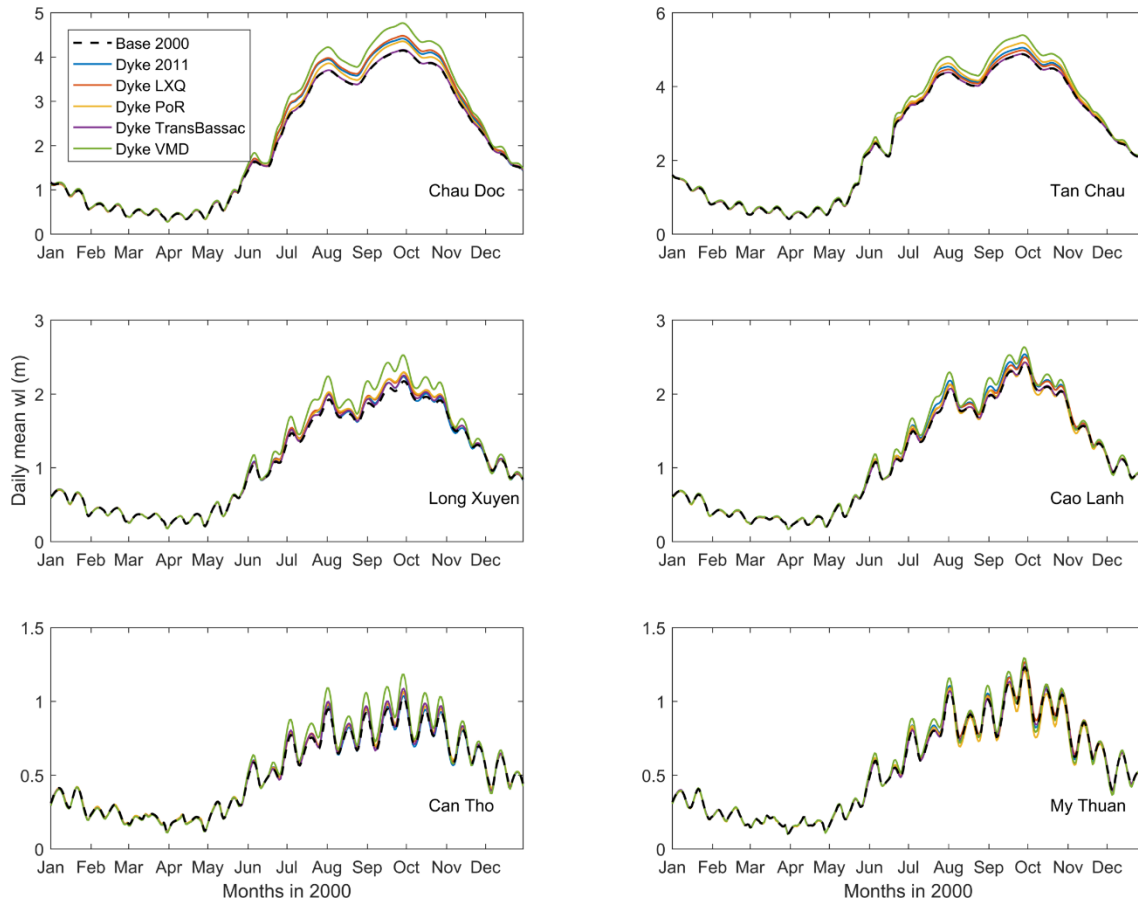 5
4
3
2
1
0
Base 2000
Dyke 2011
Dyke LXQ
Dyke PoR
Dyke TransBassac
Dyke VMD
Chau Doc
Jan Feb Mar Apr May Jun Jul Aug Sep Oct Nov Dec
6
4
2
0
Tan Chau
Jan Feb Mar Apr May Jun Jul Aug Sep Oct Nov Dec
Daily mean wl (m)
3
2
1
0
Long Xuyen
Jan Feb Mar Apr May Jun Jul Aug Sep Oct Nov Dec
3
2
1
0
Cao Lanh
Jan Feb Mar Apr May Jun Jul Aug Sep Oct Nov Dec
1.5
1
0.5
0
Can Tho
Jan Feb Mar Apr May Jun Jul Aug Sep Oct Nov Dec
Months in 2000
1.5
1
0.5
0
My Thuan
Jan Feb Mar Apr May Jun Jul Aug Sep Oct Nov Dec
Months in 2000